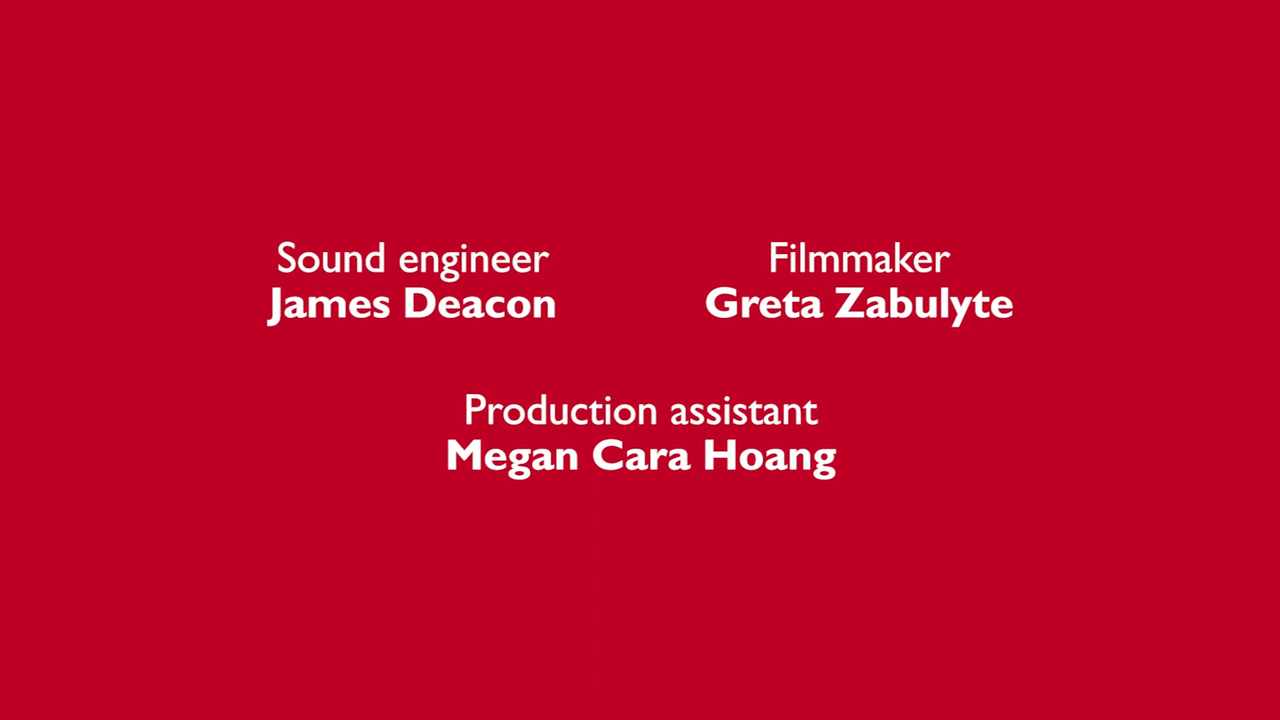 Sound engineer
James Deacon
Filmmaker
Greta Zabulyte
Production assistant
Megan Cara Hoang